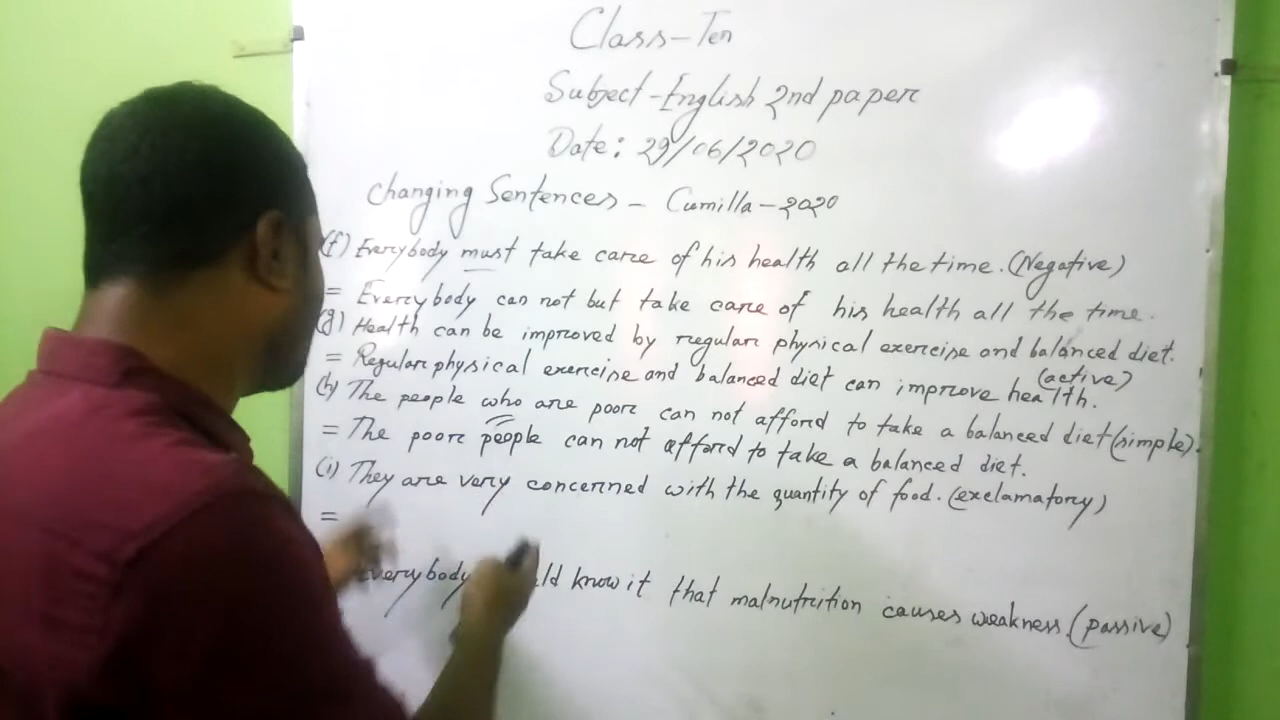 Class-Ten
Subject-English 2nd paper
Date: 29/06/2020
Changing Sentences - Cumilla-2020
(f) Everybody must take care of his health all the time. (Negative)
= Everybody can not but take care of his health all the time.
(g) Health can be improved by regular physical exercise and balanced diet.
(active)
= Regular physical exercise and balanced diet can improve health.
(h) The people who are poor can not afford to take a balanced diet (simple).
= The poor people can not afford to take a balanced diet.
(i) They are very concerned with the quantity of food. (exclamatory)
=
Everybody know it that malnutrition causes weakness. (passive)